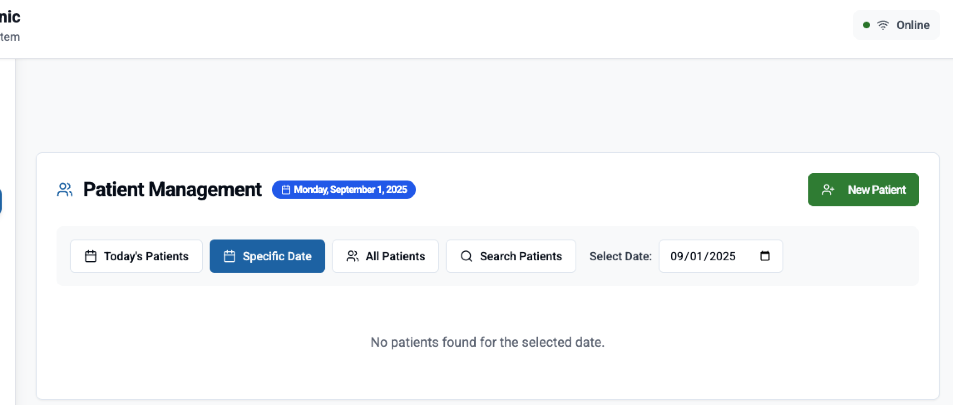 nic
tem
Online
Patient Management
Monday, September 1, 2025
New Patient
Today's Patients
Specific Date
All Patients
Search Patients
Select Date:
09/01/2025
No patients found for the selected date.